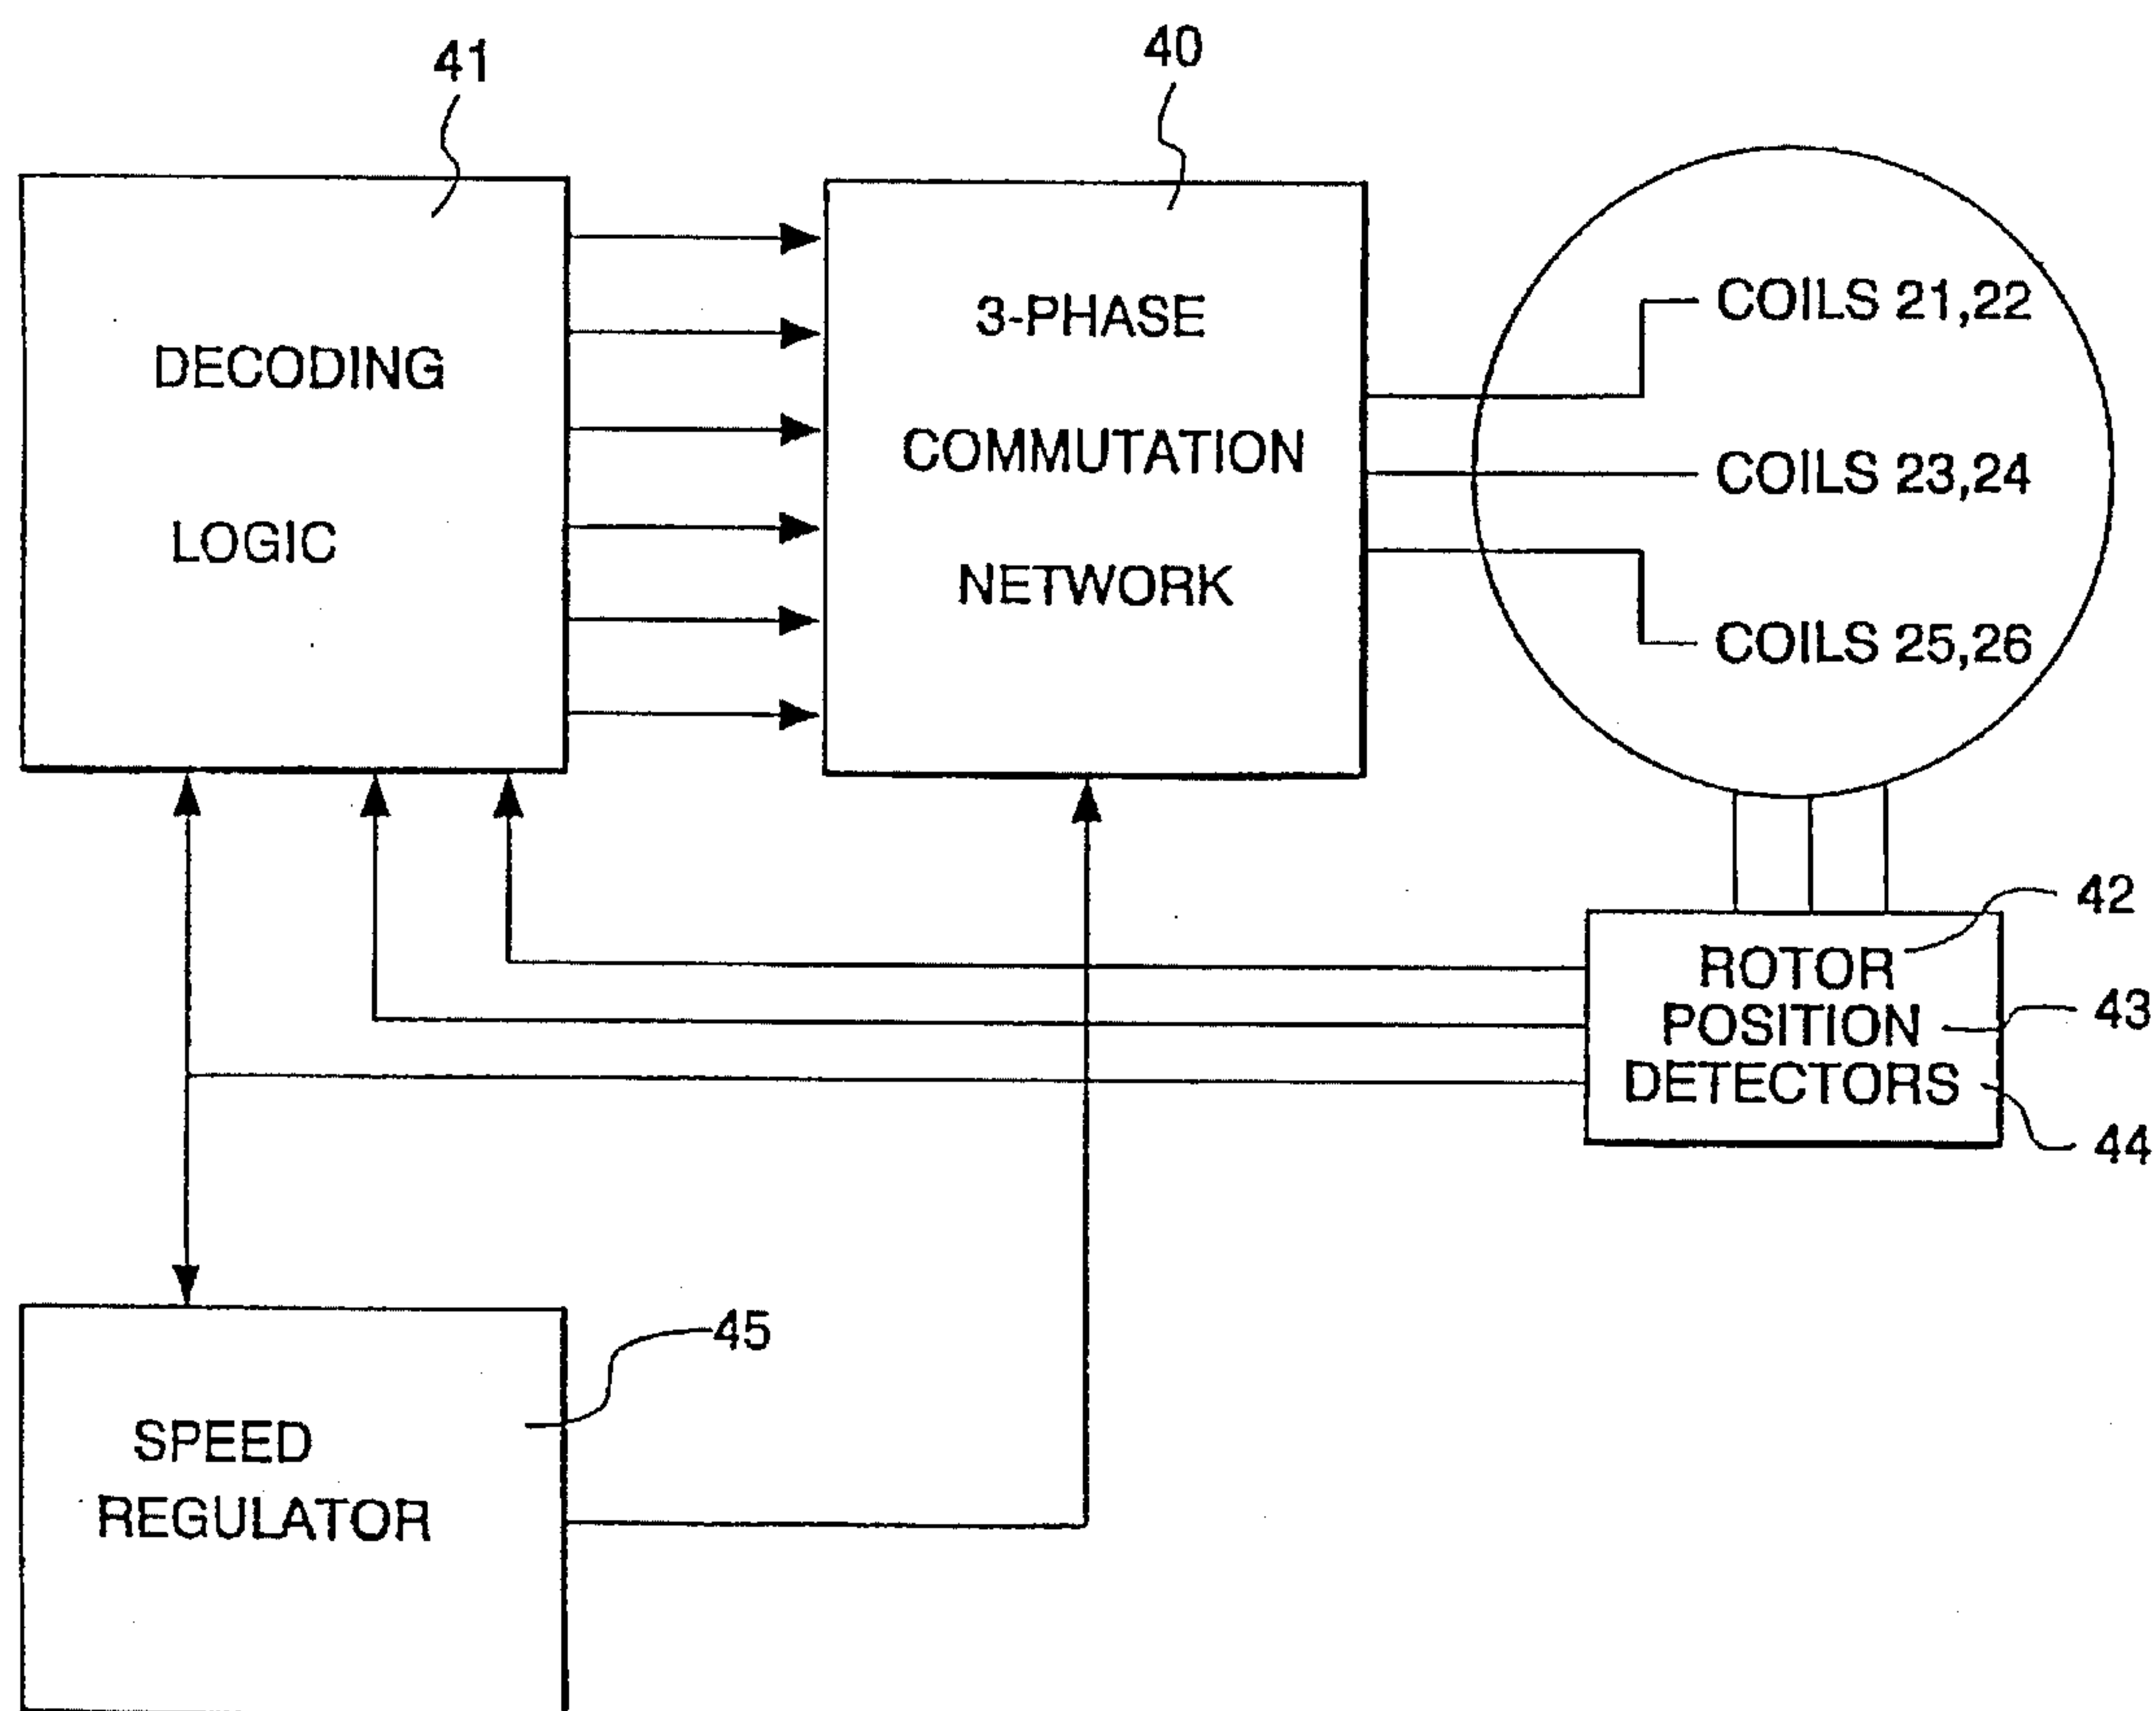 41
40
DECODING
LOGIC
3-PHASE
COMMUTATION
NETWORK
COILS 21,22
COILS 23,24
COILS 25,26
42
ROTOR
POSITION
DETECTORS
43
44
45
SPEED
REGULATOR